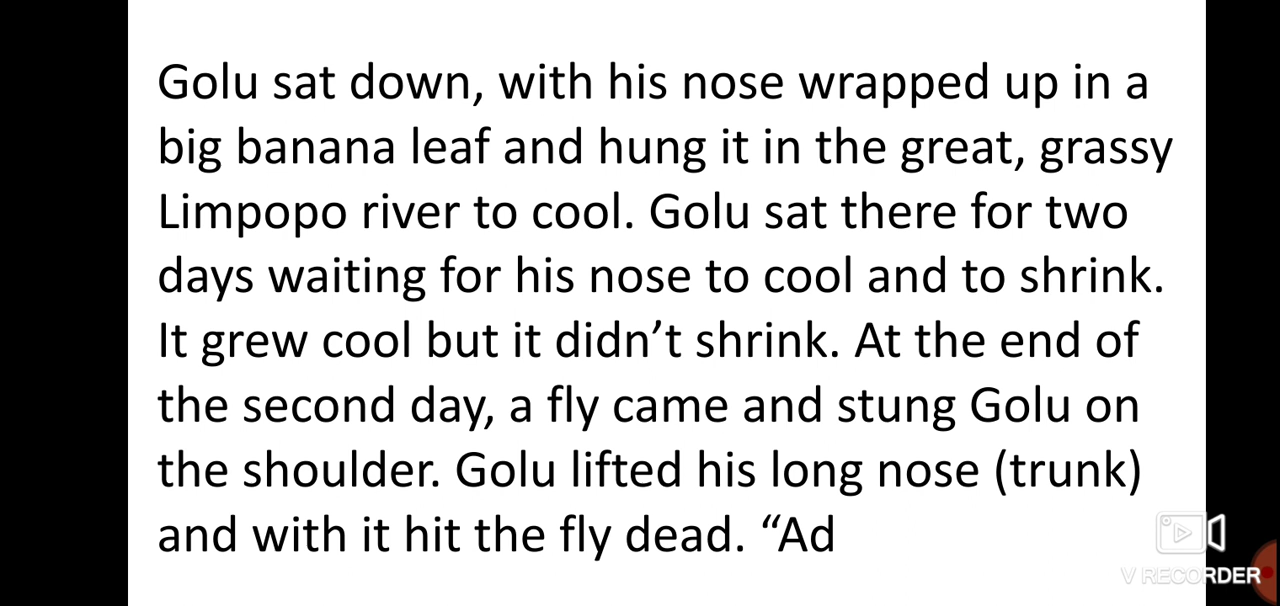 Golu sat down, with his nose wrapped up in a
big banana leaf and hung it in the great, grassy
Limpopo river to cool. Golu sat there for two
days waiting for his nose to cool and to shrink.
It grew cool but it didn’t shrink. At the end of
the second day, a fly came and stung Golu on
the shoulder. Golu lifted his long nose (trunk)
and with it hit the fly dead. “Ad
V RECORDER